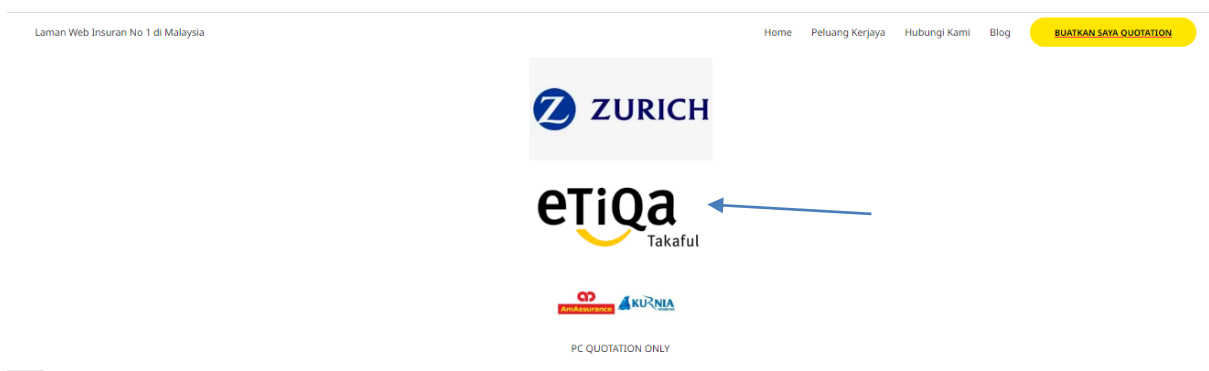 Laman Web Insuran No 1 di Malaysia Home Peluang Kerjaya Hubungi Kami Blog BUATKAN SAYA QUOTATION
Z ZURICH
eTiQa
Takaful
AmAssurance KURNIA
PC QUOTATION ONLY